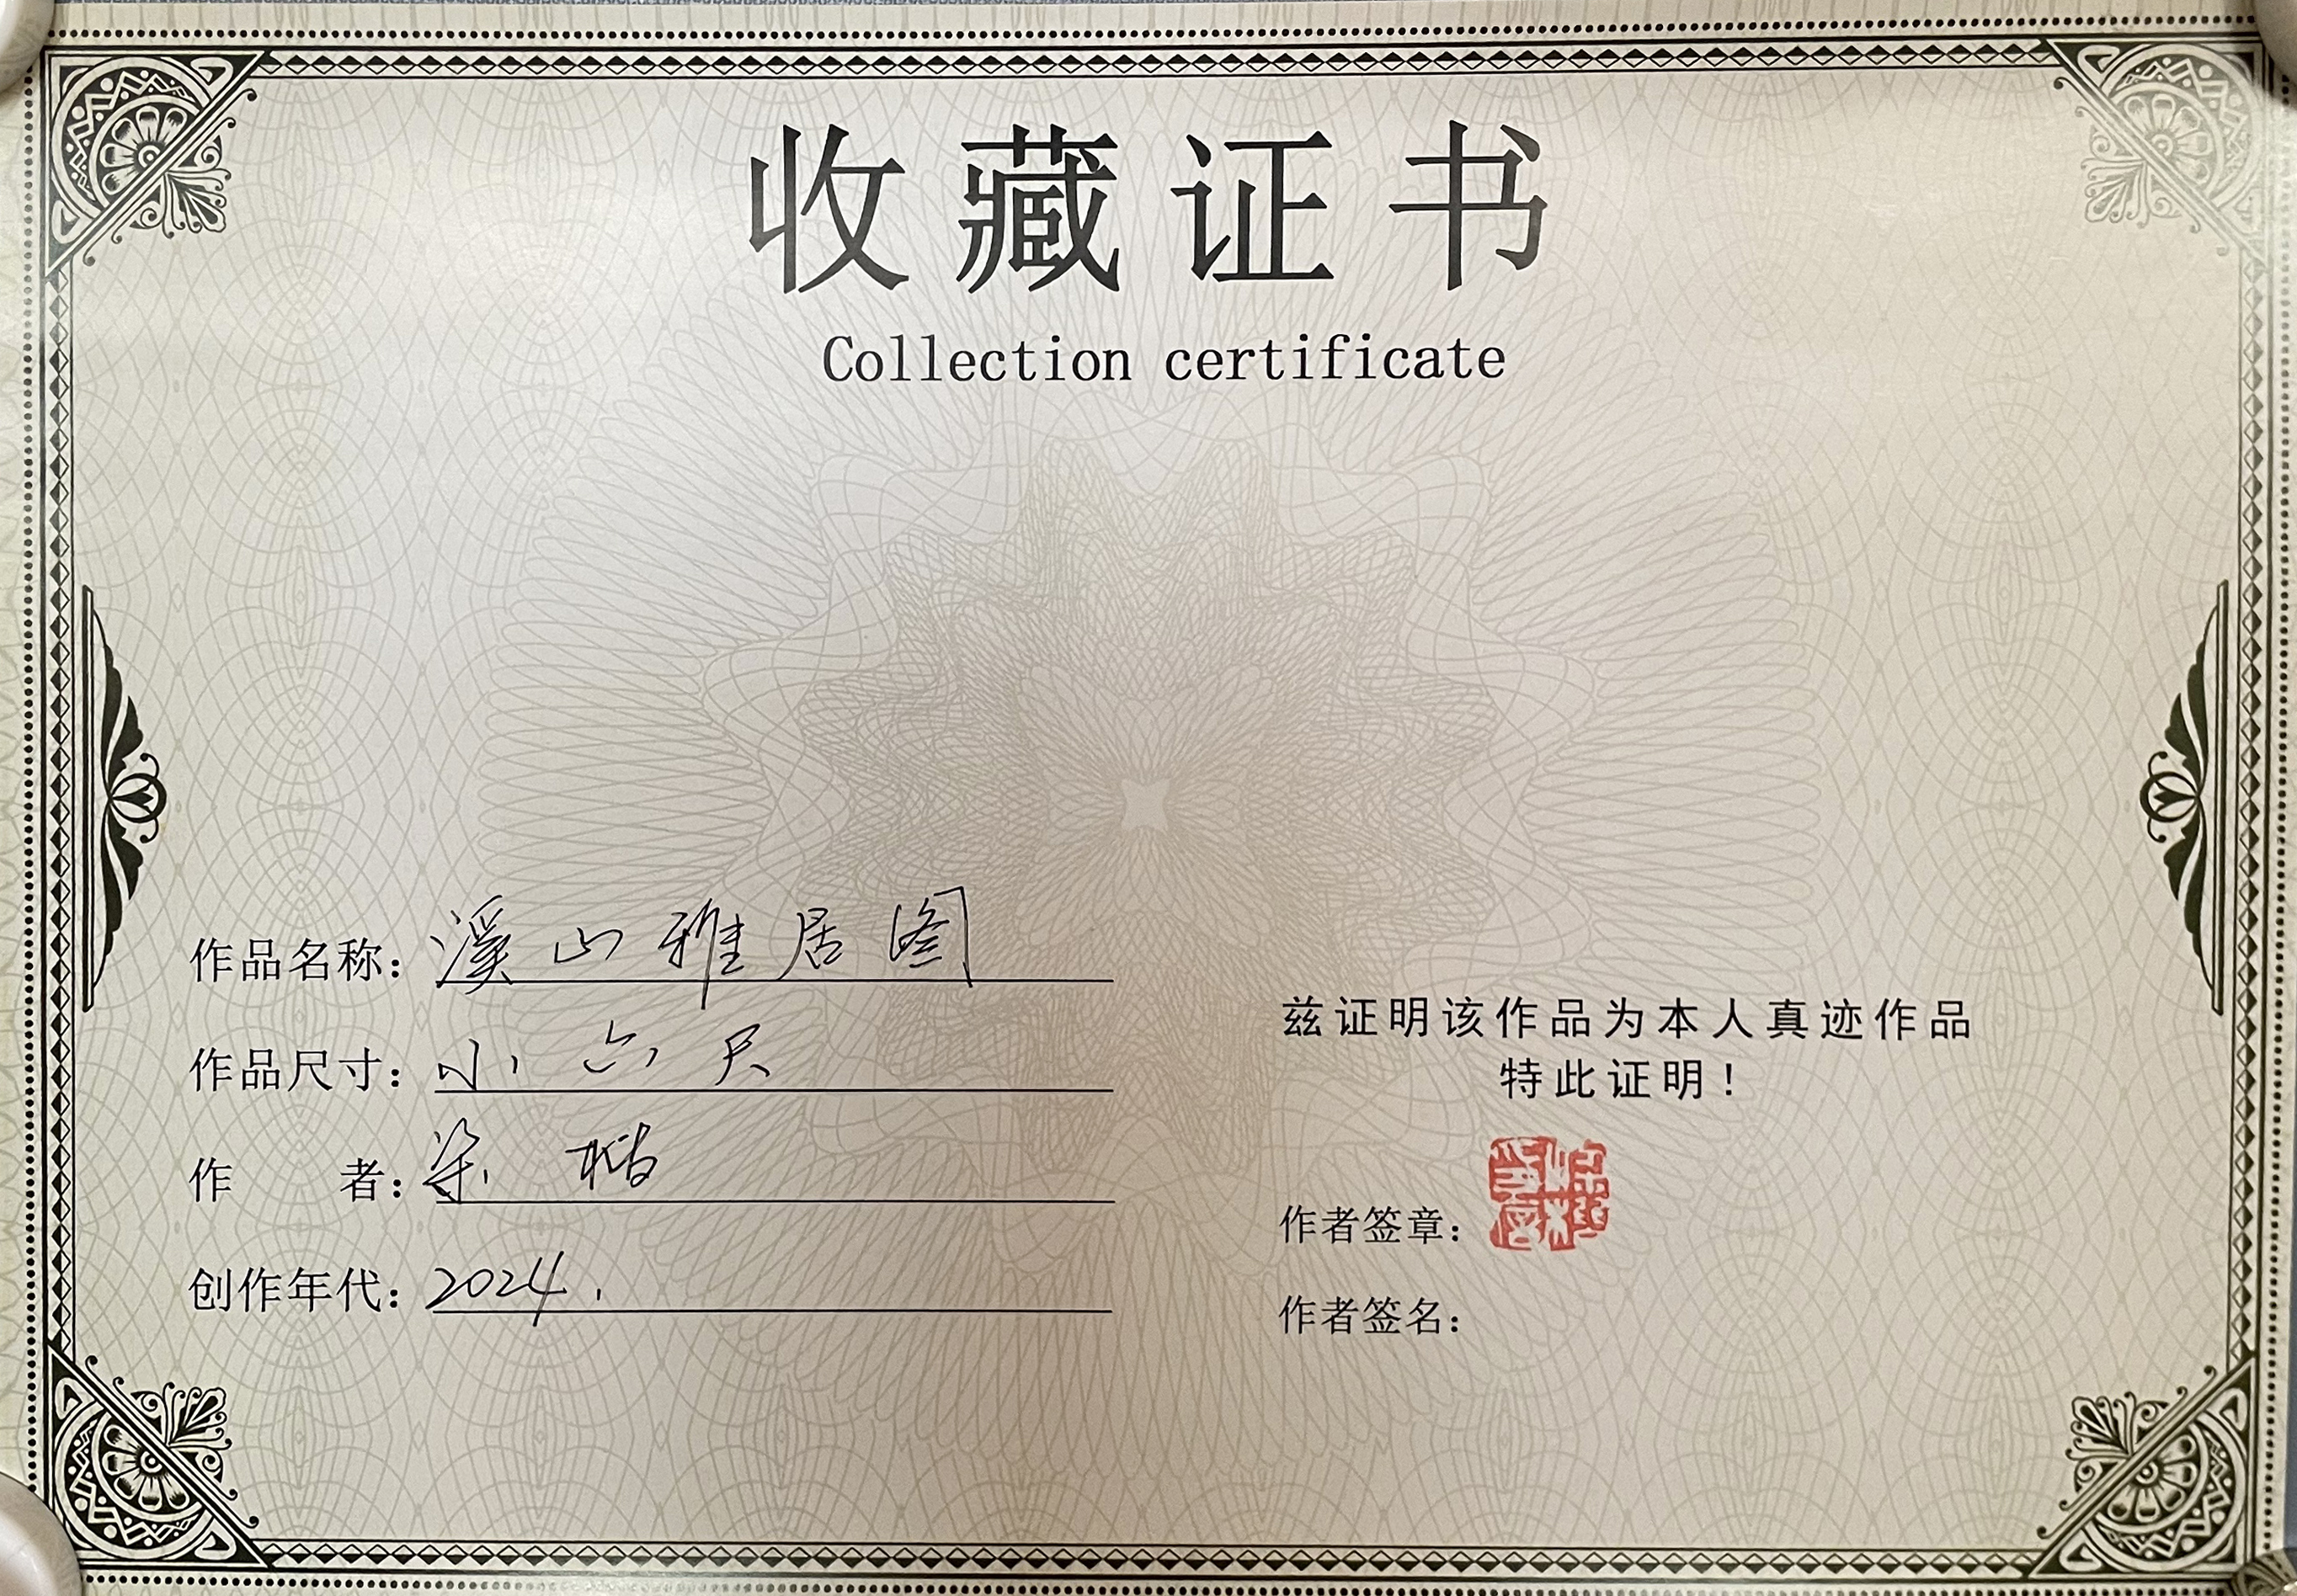 收藏证书
Collection certificate
作品名称：溪山雅居图
作品尺寸：小六尺
作　　者：梁楷
创作年代：2024.
兹证明该作品为本人真迹作品
特此证明！
作者签章：
作者签名：